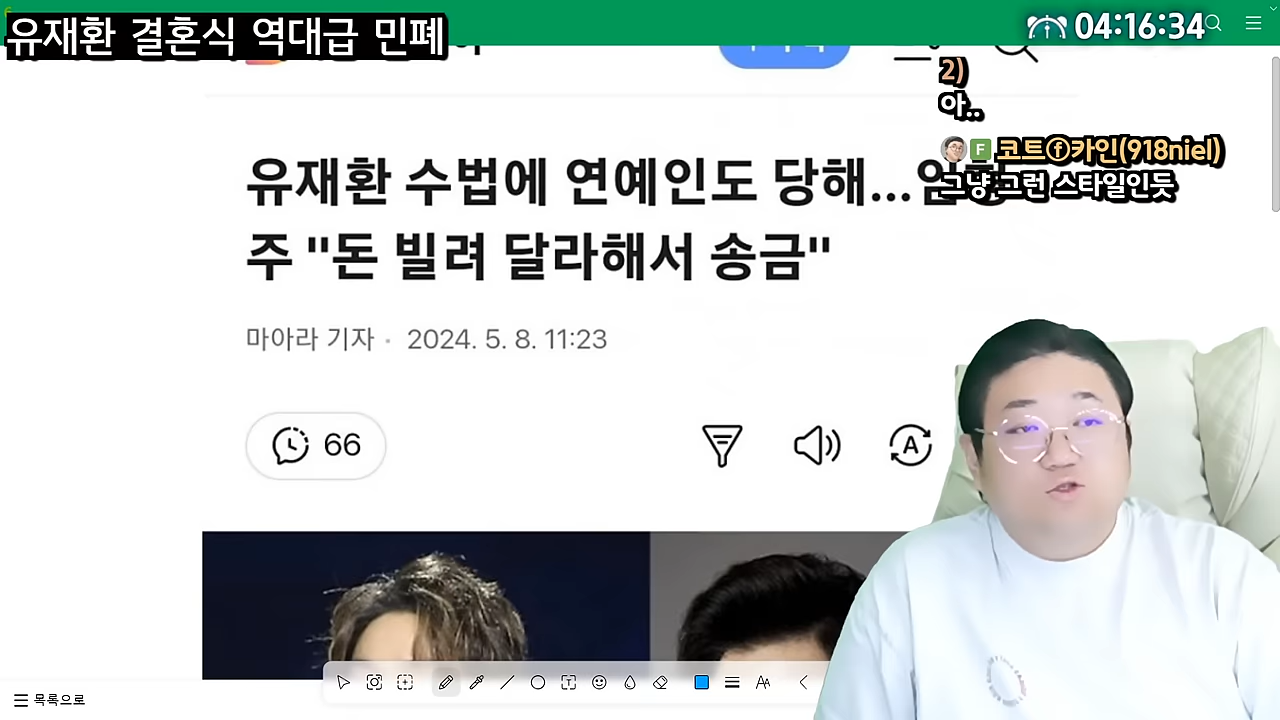 유재환 결혼식 역대급 민폐
04:16:34
2)
아..
코트ⓕ카인(918niel)
그냥 그런 스타일인듯
유재환 수법에 연예인도 당해...
주 "돈 빌려 달라해서 송금"
마아라 기자 · 2024. 5. 8. 11:23
66
목록으로